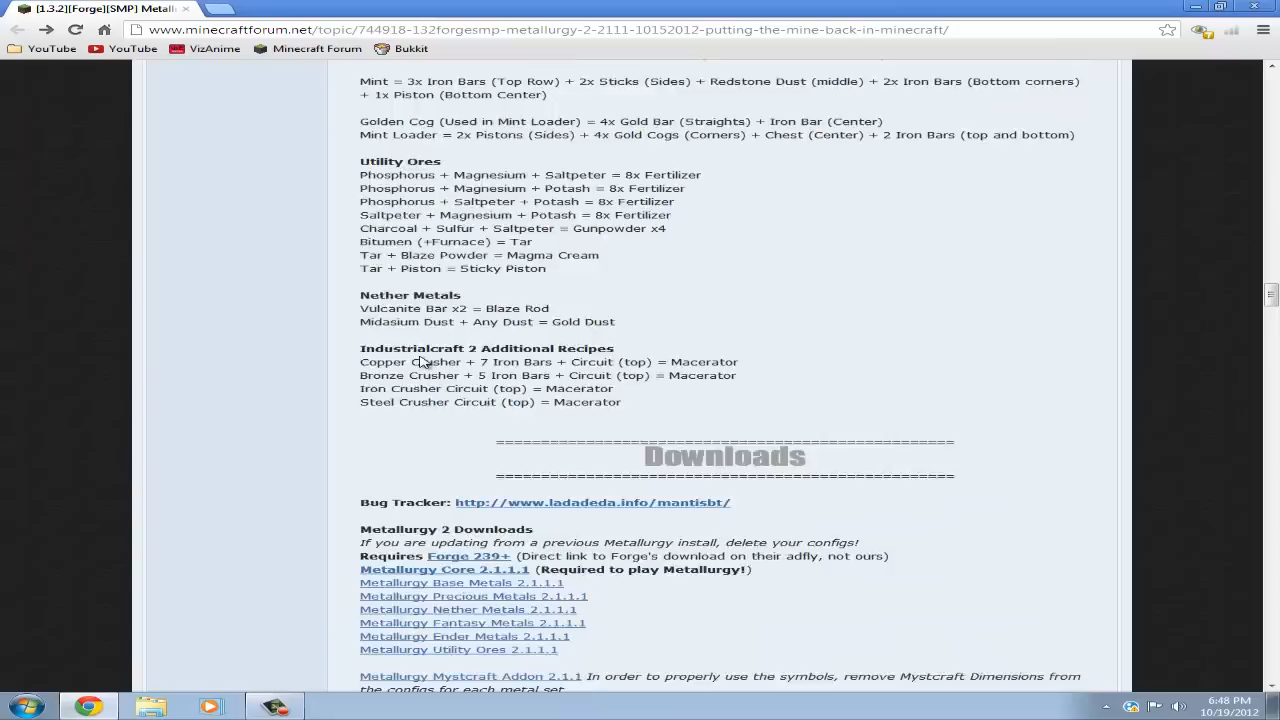 [1.3.2][Forge][SMP] Metall
www.minecraftforum.net/topic/744918-132forgesmp-metallurgy-2-2111-10152012-putting-the-mine-back-in-minecraft/
YouTube YouTube VizAnime Minecraft Forum Bukkit
Mint = 3x Iron Bars (Top Row) + 2x Sticks (Sides) + Redstone Dust (middle) + 2x Iron Bars (Bottom corners)
+ 1x Piston (Bottom Center)
Golden Cog (Used in Mint Loader) = 4x Gold Bar (Straights) + Iron Bar (Center)
Mint Loader = 2x Pistons (Sides) + 4x Gold Cogs (Corners) + Chest (Center) + 2 Iron Bars (top and bottom)
Utility Ores
Phosphorus + Magnesium + Saltpeter = 8x Fertilizer
Phosphorus + Magnesium + Potash = 8x Fertilizer
Phosphorus + Saltpeter + Potash = 8x Fertilizer
Saltpeter + Magnesium + Potash = 8x Fertilizer
Charcoal + Sulfur + Saltpeter = Gunpowder x4
Bitumen (+Furnace) = Tar
Tar + Blaze Powder = Magma Cream
Tar + Piston = Sticky Piston
Nether Metals
Vulcanite Bar x2 = Blaze Rod
Midasium Dust + Any Dust = Gold Dust
Industrialcraft 2 Additional Recipes
Copper Crusher + 7 Iron Bars + Circuit (top) = Macerator
Bronze Crusher + 5 Iron Bars + Circuit (top) = Macerator
Iron Crusher Circuit (top) = Macerator
Steel Crusher Circuit (top) = Macerator
===================================================
Downloads
===================================================
Bug Tracker: http://www.ladadeda.info/mantisbt/
Metallurgy 2 Downloads
If you are updating from a previous Metallurgy install, delete your configs!
Requires Forge 239+ (Direct link to Forge's download on their adfly, not ours)
Metallurgy Core 2.1.1.1 (Required to play Metallurgy!)
Metallurgy Base Metals 2.1.1.1
Metallurgy Precious Metals 2.1.1.1
Metallurgy Nether Metals 2.1.1.1
Metallurgy Fantasy Metals 2.1.1.1
Metallurgy Ender Metals 2.1.1.1
Metallurgy Utility Ores 2.1.1.1
Metallurgy Mystcraft Addon 2.1.1 In order to properly use the symbols, remove Mystcraft Dimensions from
the configs for each metal set
6:48 PM
10/19/2012